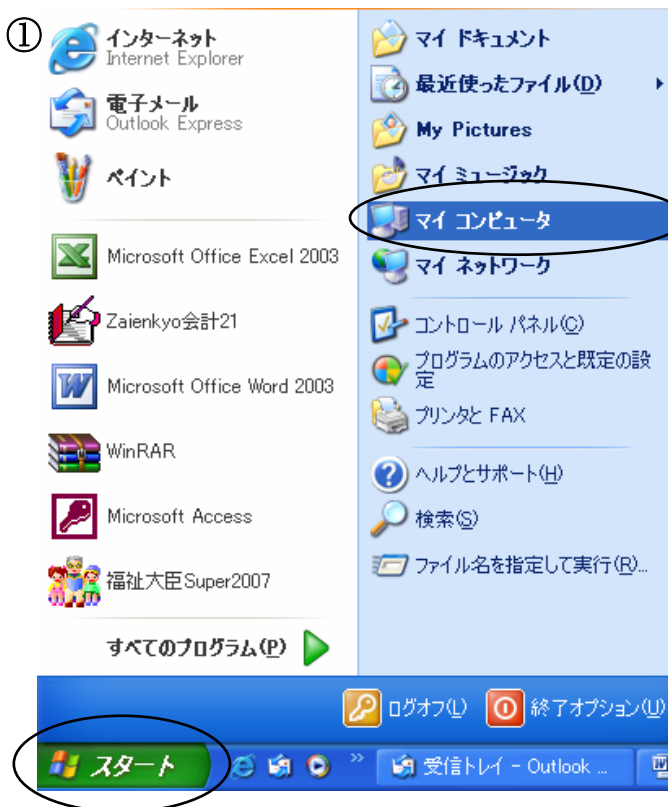 ①
インターネット
Internet Explorer
電子メール
Outlook Express
ペイント
Microsoft Office Excel 2003
Zaienkyo会計21
Microsoft Office Word 2003
WinRAR
Microsoft Access
福祉大臣Super2007
すべてのプログラム(P)
マイ ドキュメント
最近使ったファイル(D)
My Pictures
マイ ミュージック
マイ コンピュータ
マイ ネットワーク
コントロール パネル(C)
プログラムのアクセスと既定の設
定
プリンタと FAX
ヘルプとサポート(H)
検索(S)
ファイル名を指定して実行(R)...
ログオフ(L)
終了オプション(U)
スタート
受信トレイ - Outlook ...